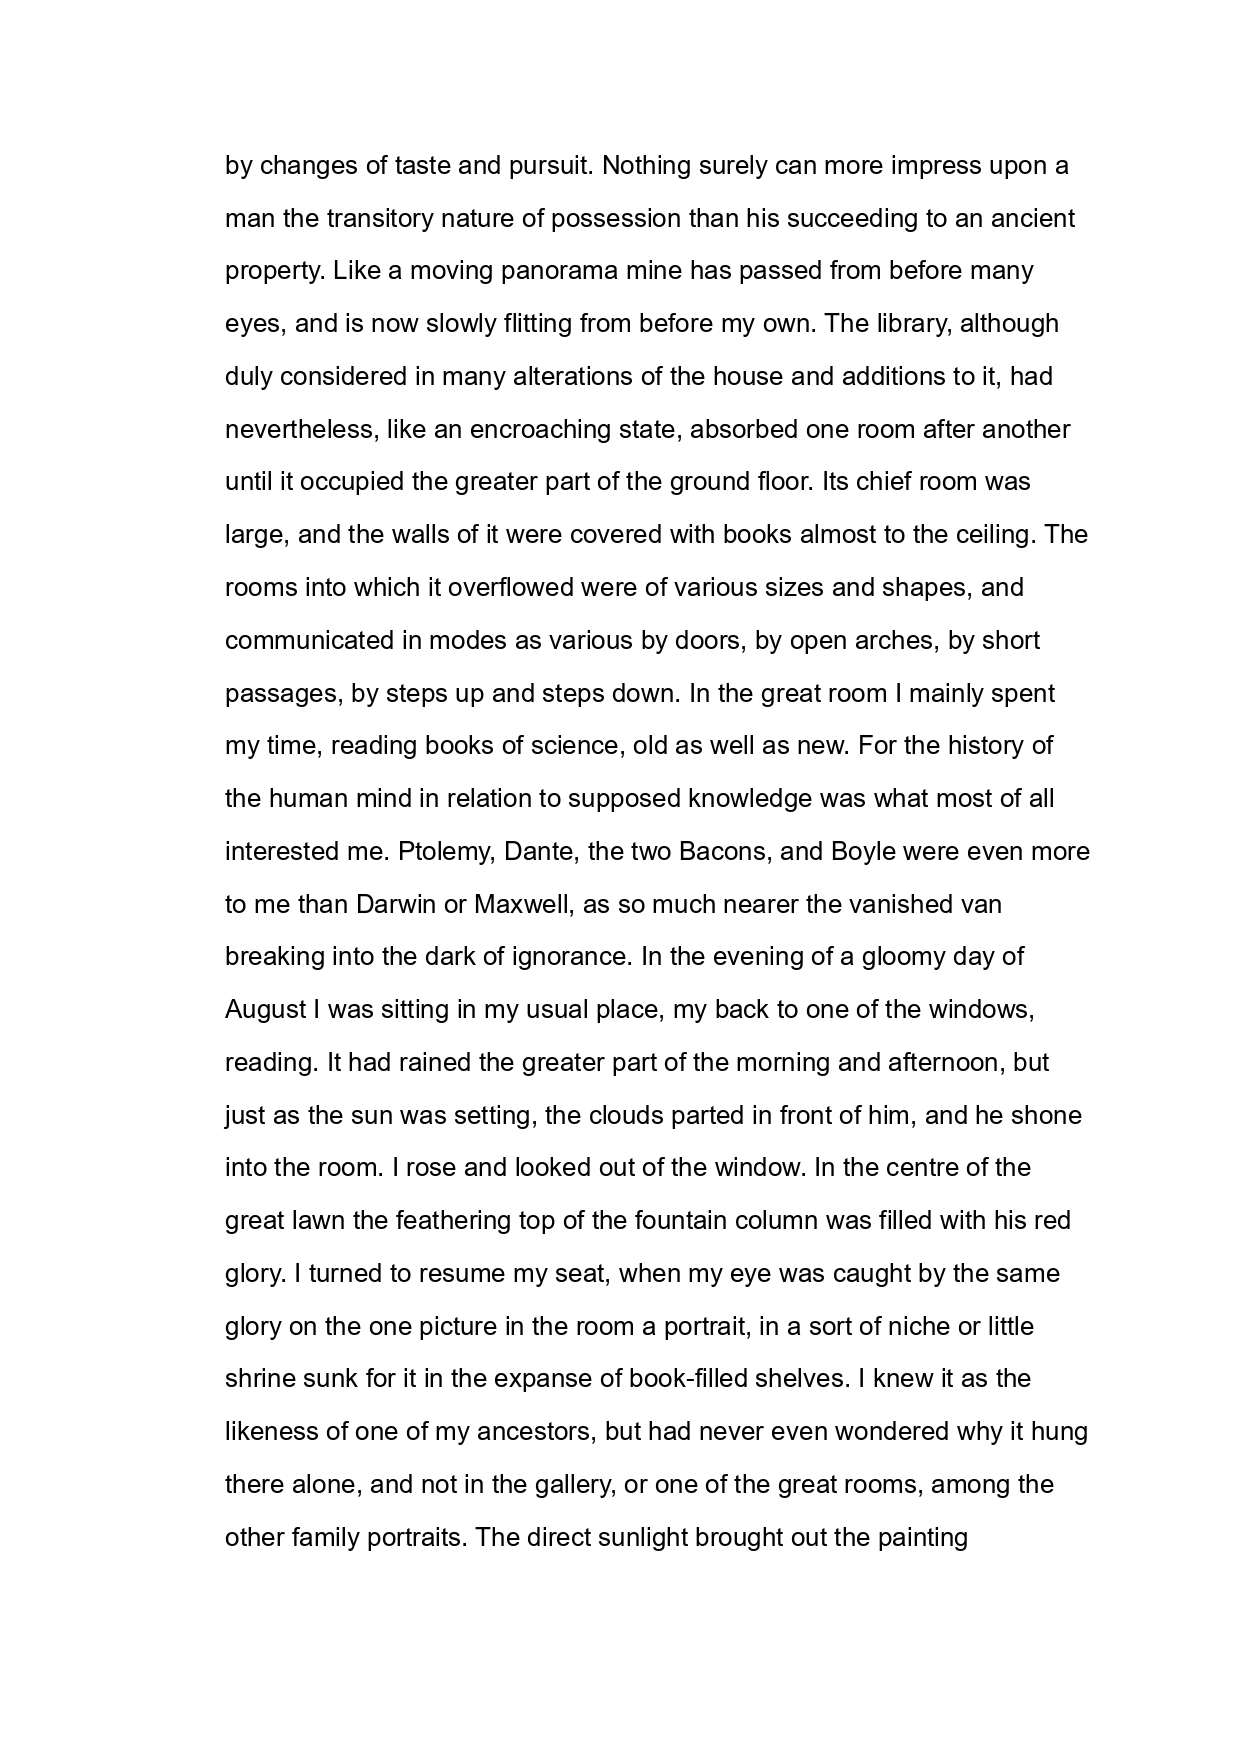 by changes of taste and pursuit. Nothing surely can more impress upon a
man the transitory nature of possession than his succeeding to an ancient
property. Like a moving panorama mine has passed from before many
eyes, and is now slowly flitting from before my own. The library, although
duly considered in many alterations of the house and additions to it, had
nevertheless, like an encroaching state, absorbed one room after another
until it occupied the greater part of the ground floor. Its chief room was
large, and the walls of it were covered with books almost to the ceiling. The
rooms into which it overflowed were of various sizes and shapes, and
communicated in modes as various by doors, by open arches, by short
passages, by steps up and steps down. In the great room I mainly spent
my time, reading books of science, old as well as new. For the history of
the human mind in relation to supposed knowledge was what most of all
interested me. Ptolemy, Dante, the two Bacons, and Boyle were even more
to me than Darwin or Maxwell, as so much nearer the vanished van
breaking into the dark of ignorance. In the evening of a gloomy day of
August I was sitting in my usual place, my back to one of the windows,
reading. It had rained the greater part of the morning and afternoon, but
just as the sun was setting, the clouds parted in front of him, and he shone
into the room. I rose and looked out of the window. In the centre of the
great lawn the feathering top of the fountain column was filled with his red
glory. I turned to resume my seat, when my eye was caught by the same
glory on the one picture in the room a portrait, in a sort of niche or little
shrine sunk for it in the expanse of book-filled shelves. I knew it as the
likeness of one of my ancestors, but had never even wondered why it hung
there alone, and not in the gallery, or one of the great rooms, among the
other family portraits. The direct sunlight brought out the painting